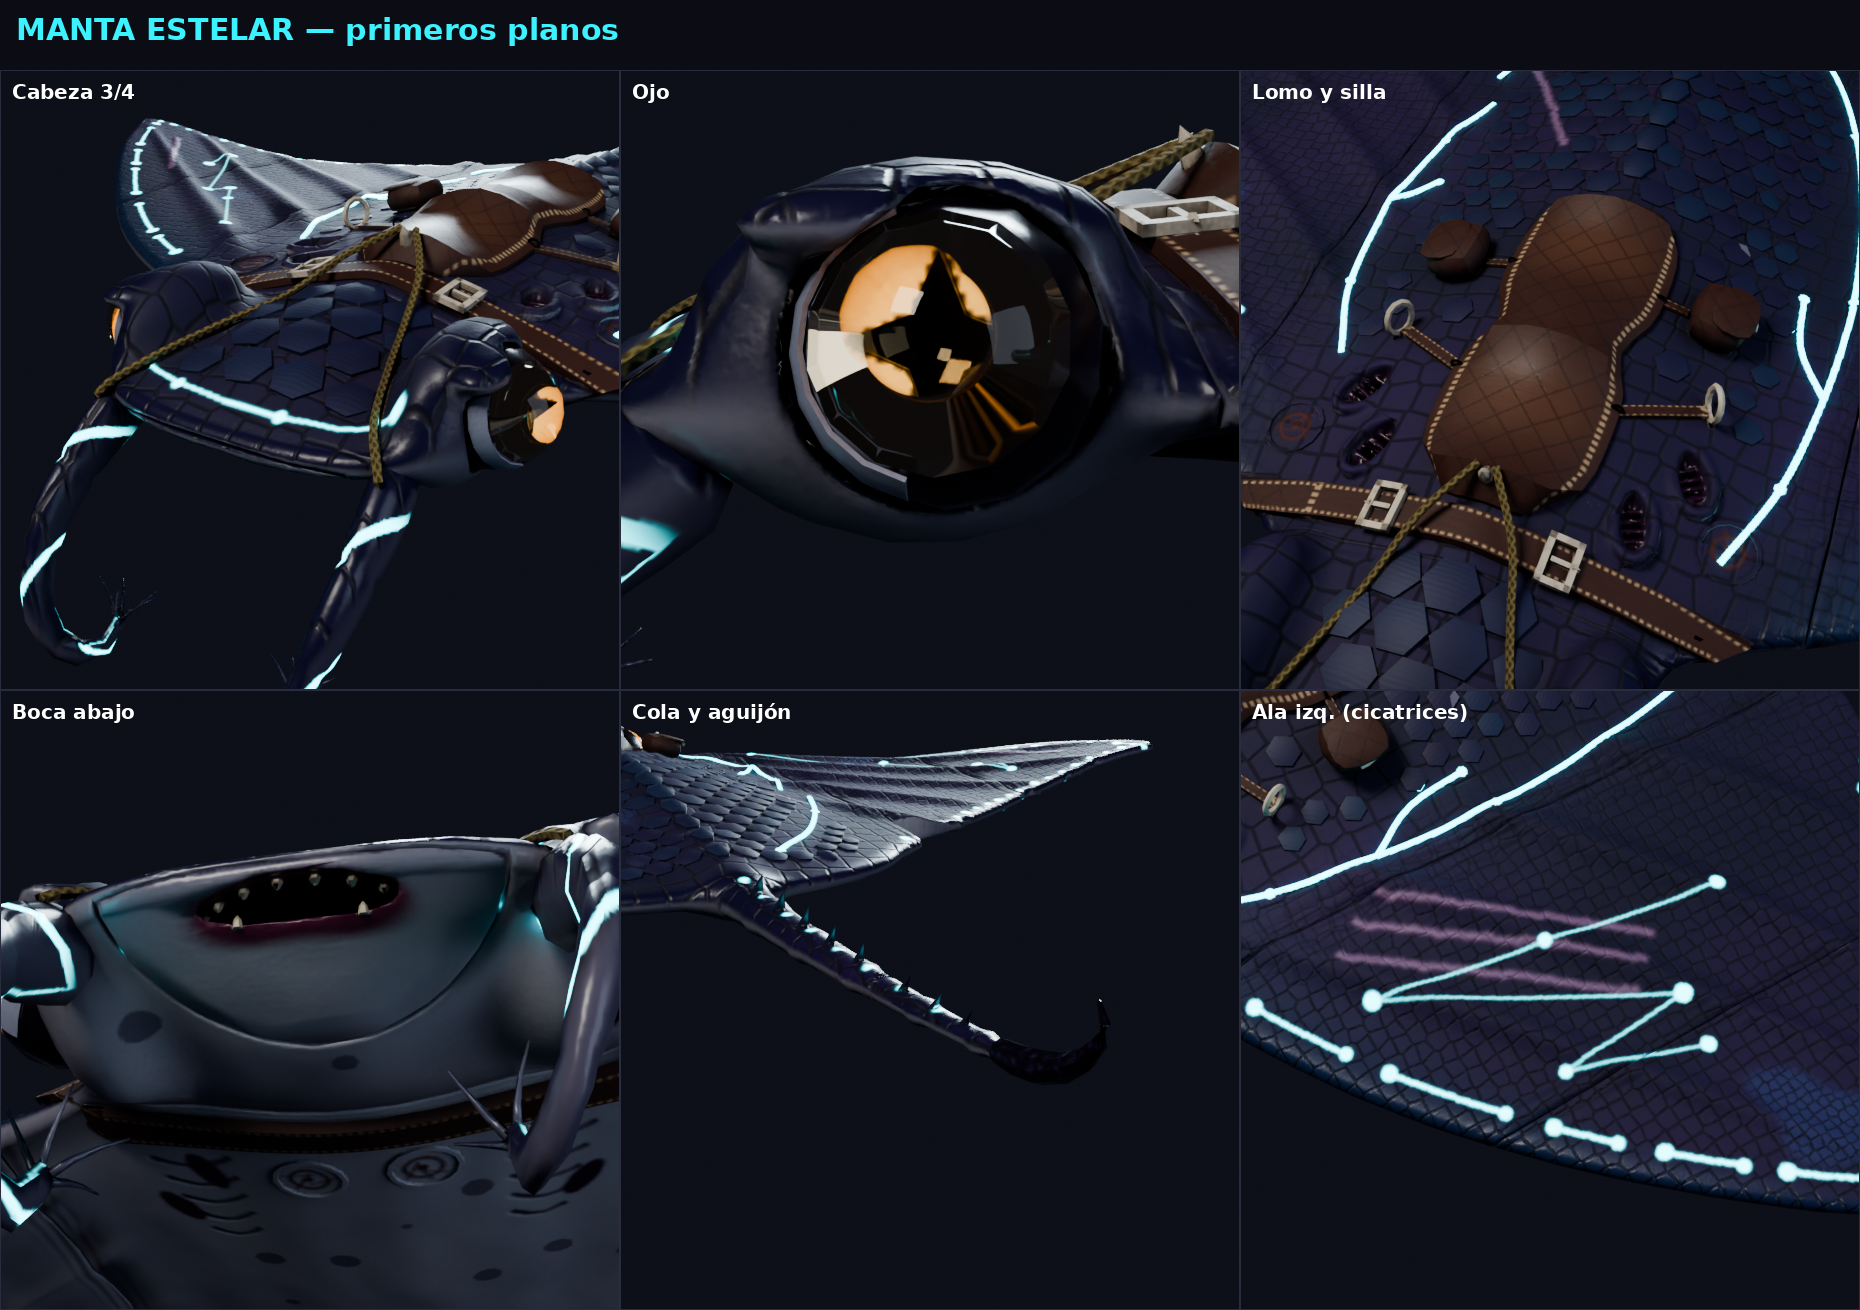 MANTA ESTELAR — primeros planos
Cabeza 3/4
Ojo
Lomo y silla
Boca abajo
Cola y aguijón
Ala izq. (cicatrices)